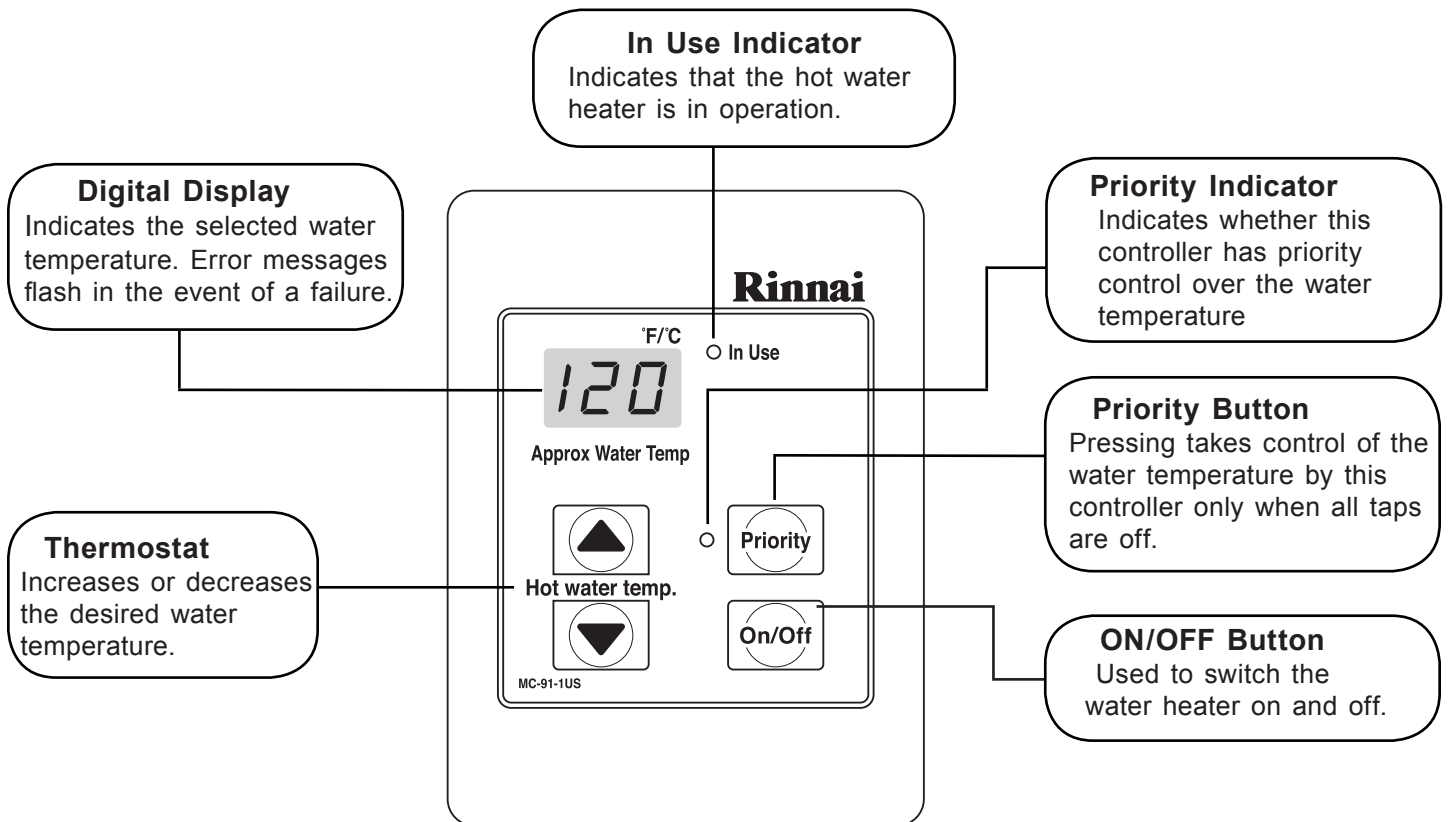 In Use Indicator
Indicates that the hot water
heater is in operation.
Digital Display
Indicates the selected water
temperature. Error messages
flash in the event of a failure.
Priority Indicator
Indicates whether this
controller has priority
control over the water
temperature
Rinnai
°F/°C
In Use
120
Approx Water Temp
Priority Button
Pressing takes control of the
water temperature by this
controller only when all taps
are off.
Thermostat
Increases or decreases
the desired water
temperature.
Priority
Hot water temp.
On/Off
MC-91-1US
ON/OFF Button
Used to switch the
water heater on and off.